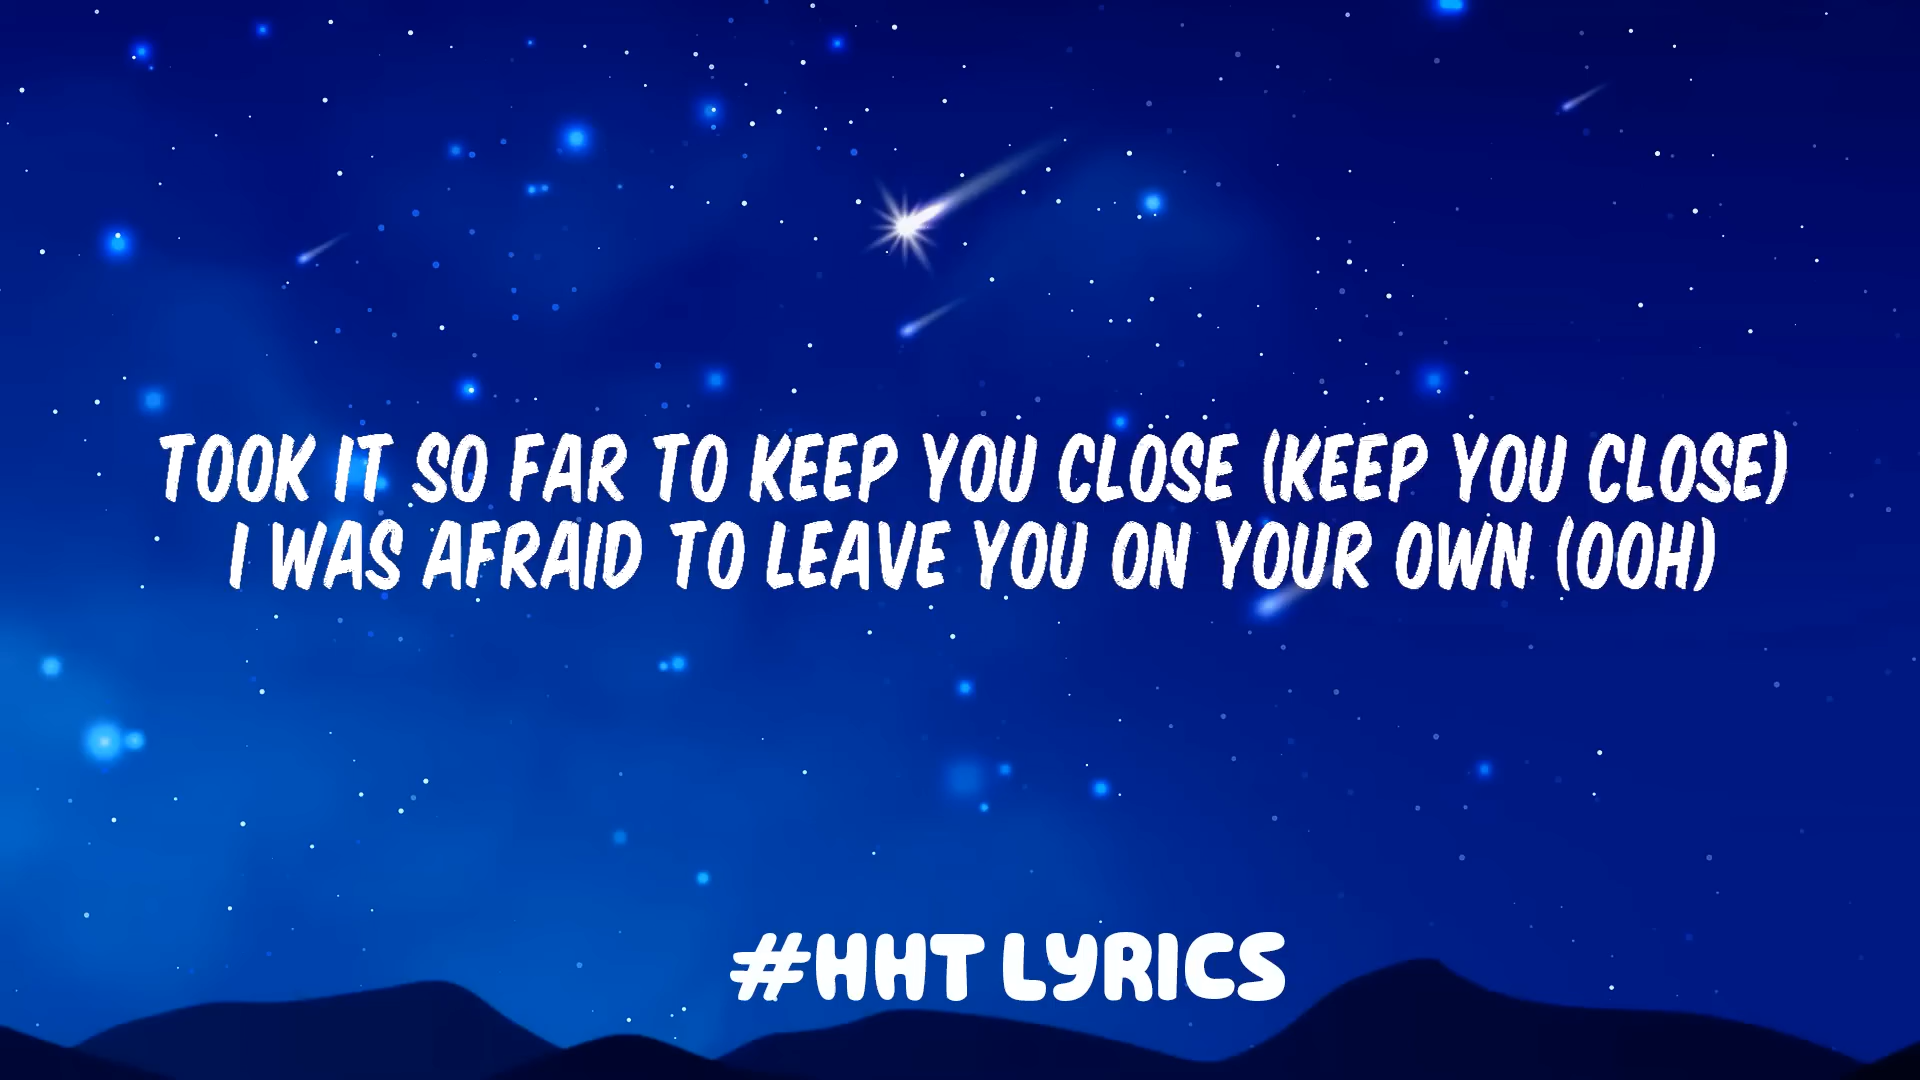 TOOK IT SO FAR TO KEEP YOU CLOSE (KEEP YOU CLOSE)
I WAS AFRAID TO LEAVE YOU ON YOUR OWN (OOH)
#HHT LYRICS